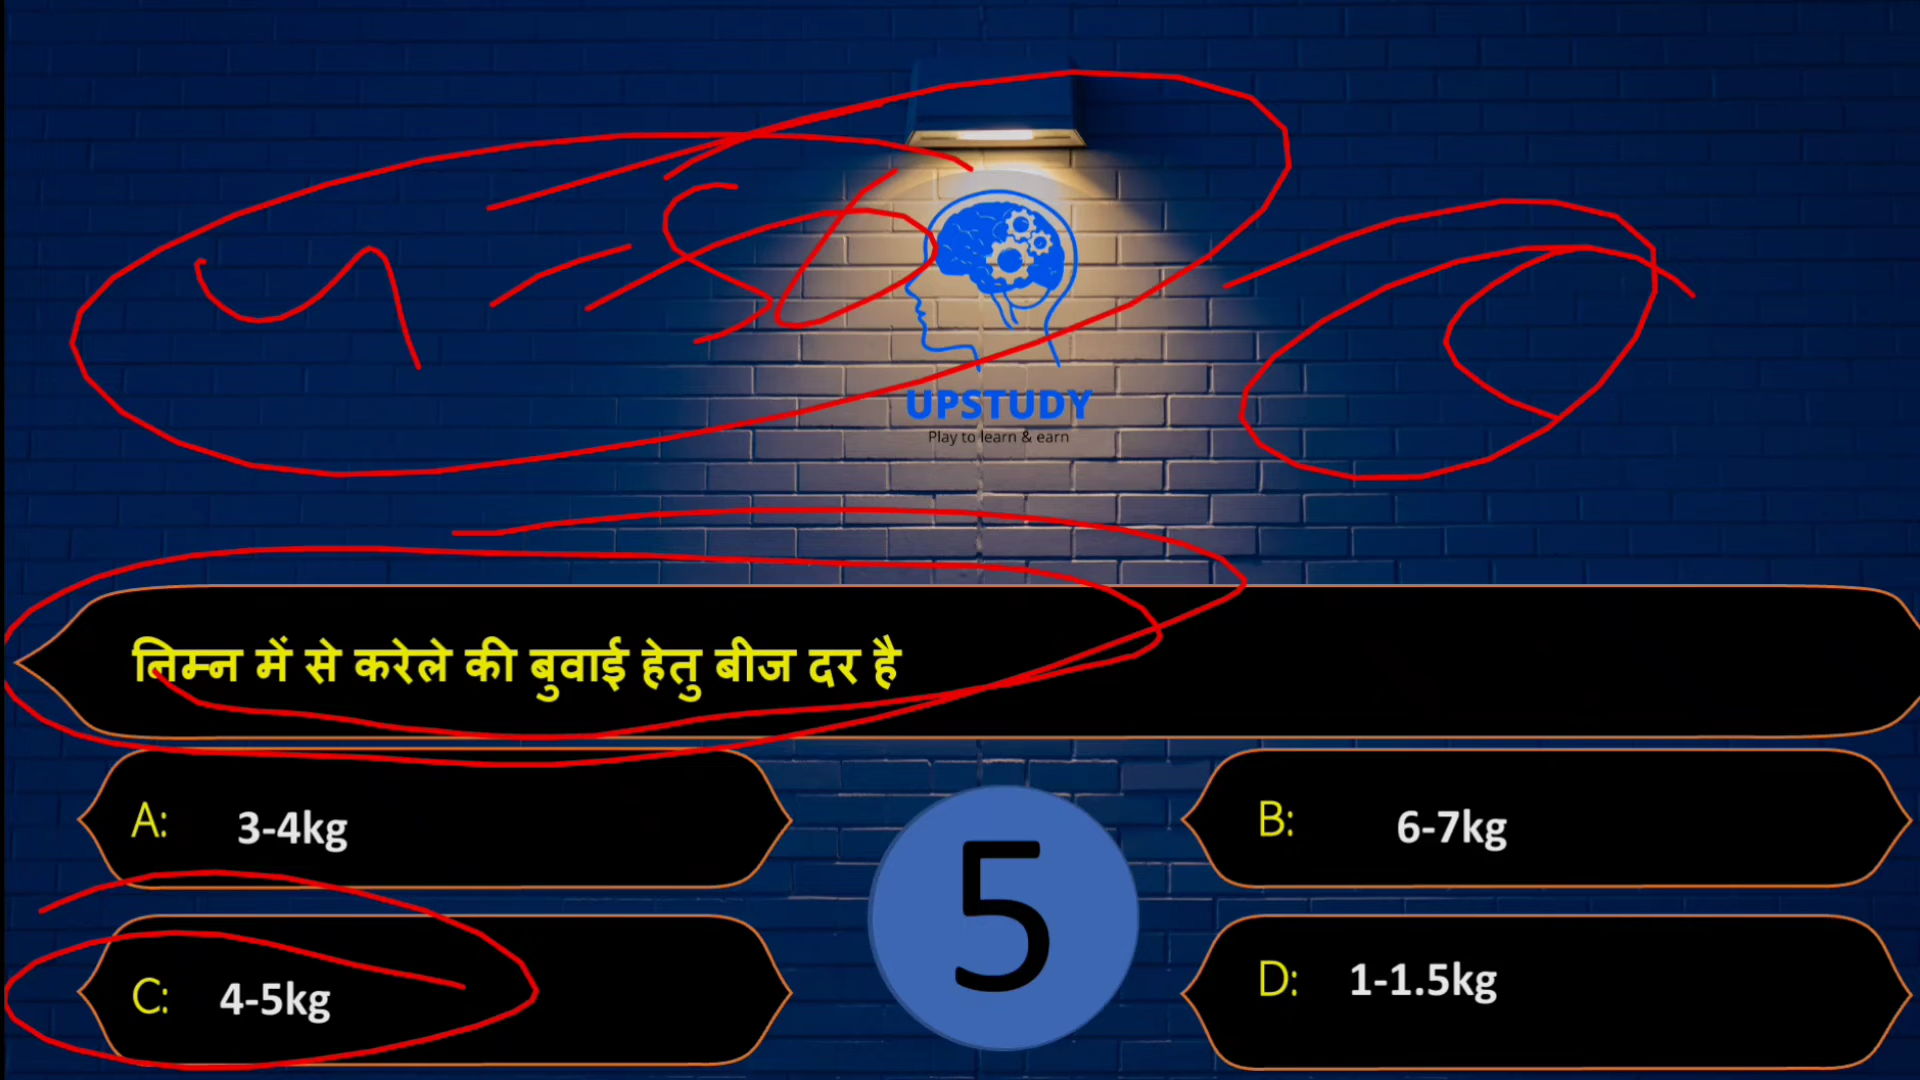 UPSTUDY
Play to learn & earn
निम्न में से करेले की बुवाई हेतु बीज दर है
A: 3-4kg
B: 6-7kg
5
C: 4-5kg
D: 1-1.5kg